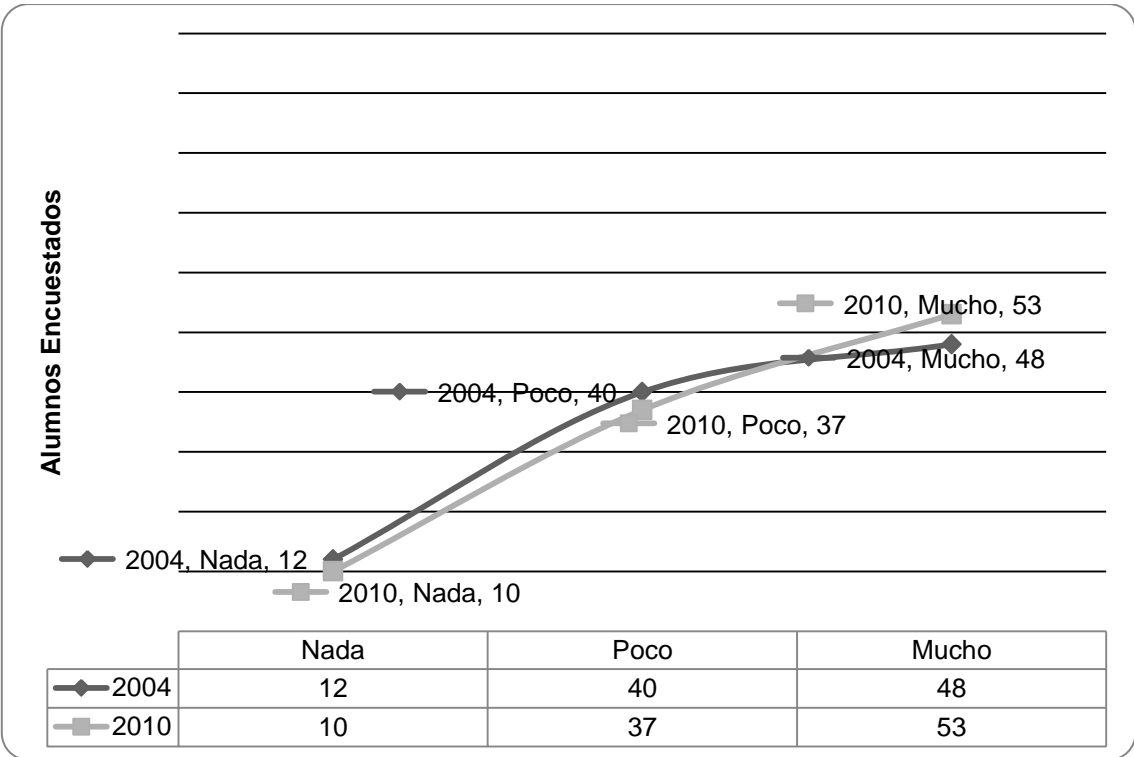 Alumnos Encuestados
2010, Mucho, 53
2004, Mucho, 48
2004, Poco, 40
2010, Poco, 37
2004, Nada, 12
2010, Nada, 10
Nada Poco Mucho
2004 12 40 48
2010 10 37 53